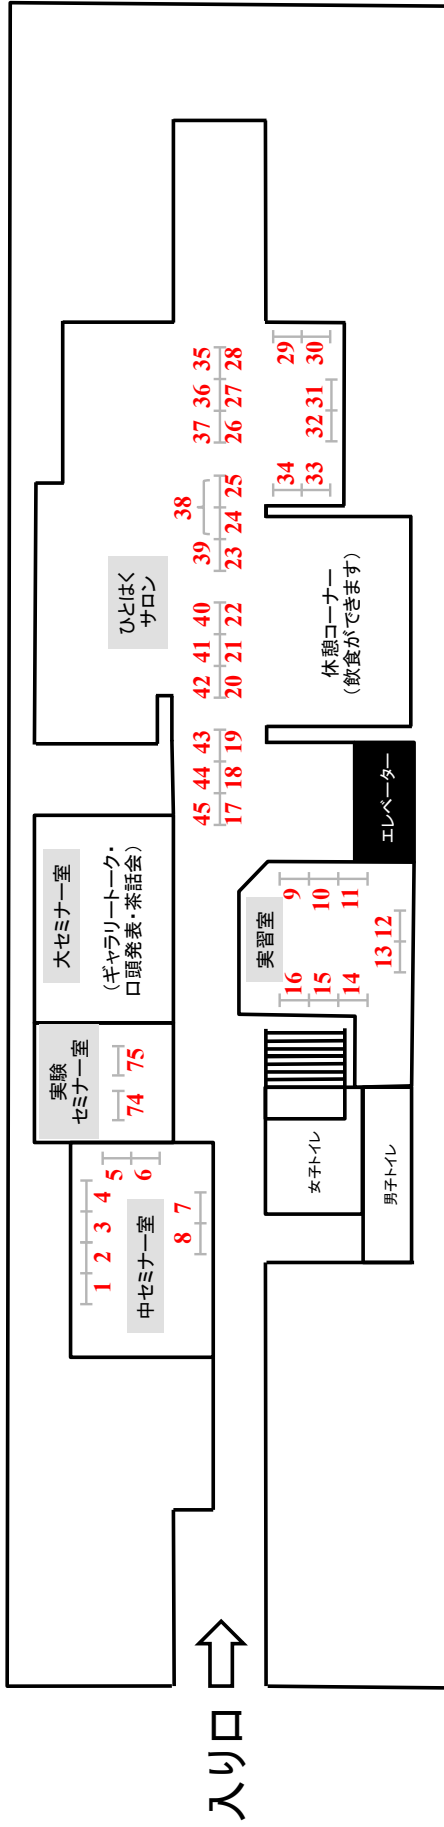 入り口
中セミナー室
1
2
3
4
5
6
8
7
実験
セミナー室
74
75
大セミナー室
(ギャラリートーク・
口頭発表・茶話会)
ひとはく
サロン
女子トイレ
男子トイレ
実習室
16
15
14
9
10
11
13
12
エレベーター
休憩コーナー
(飲食ができます)
45 44 43
17 18 19
42 41 40
20 21 22
39
38
23 24 25
37 36 35
26 27 28
34
33
29
30
32 31